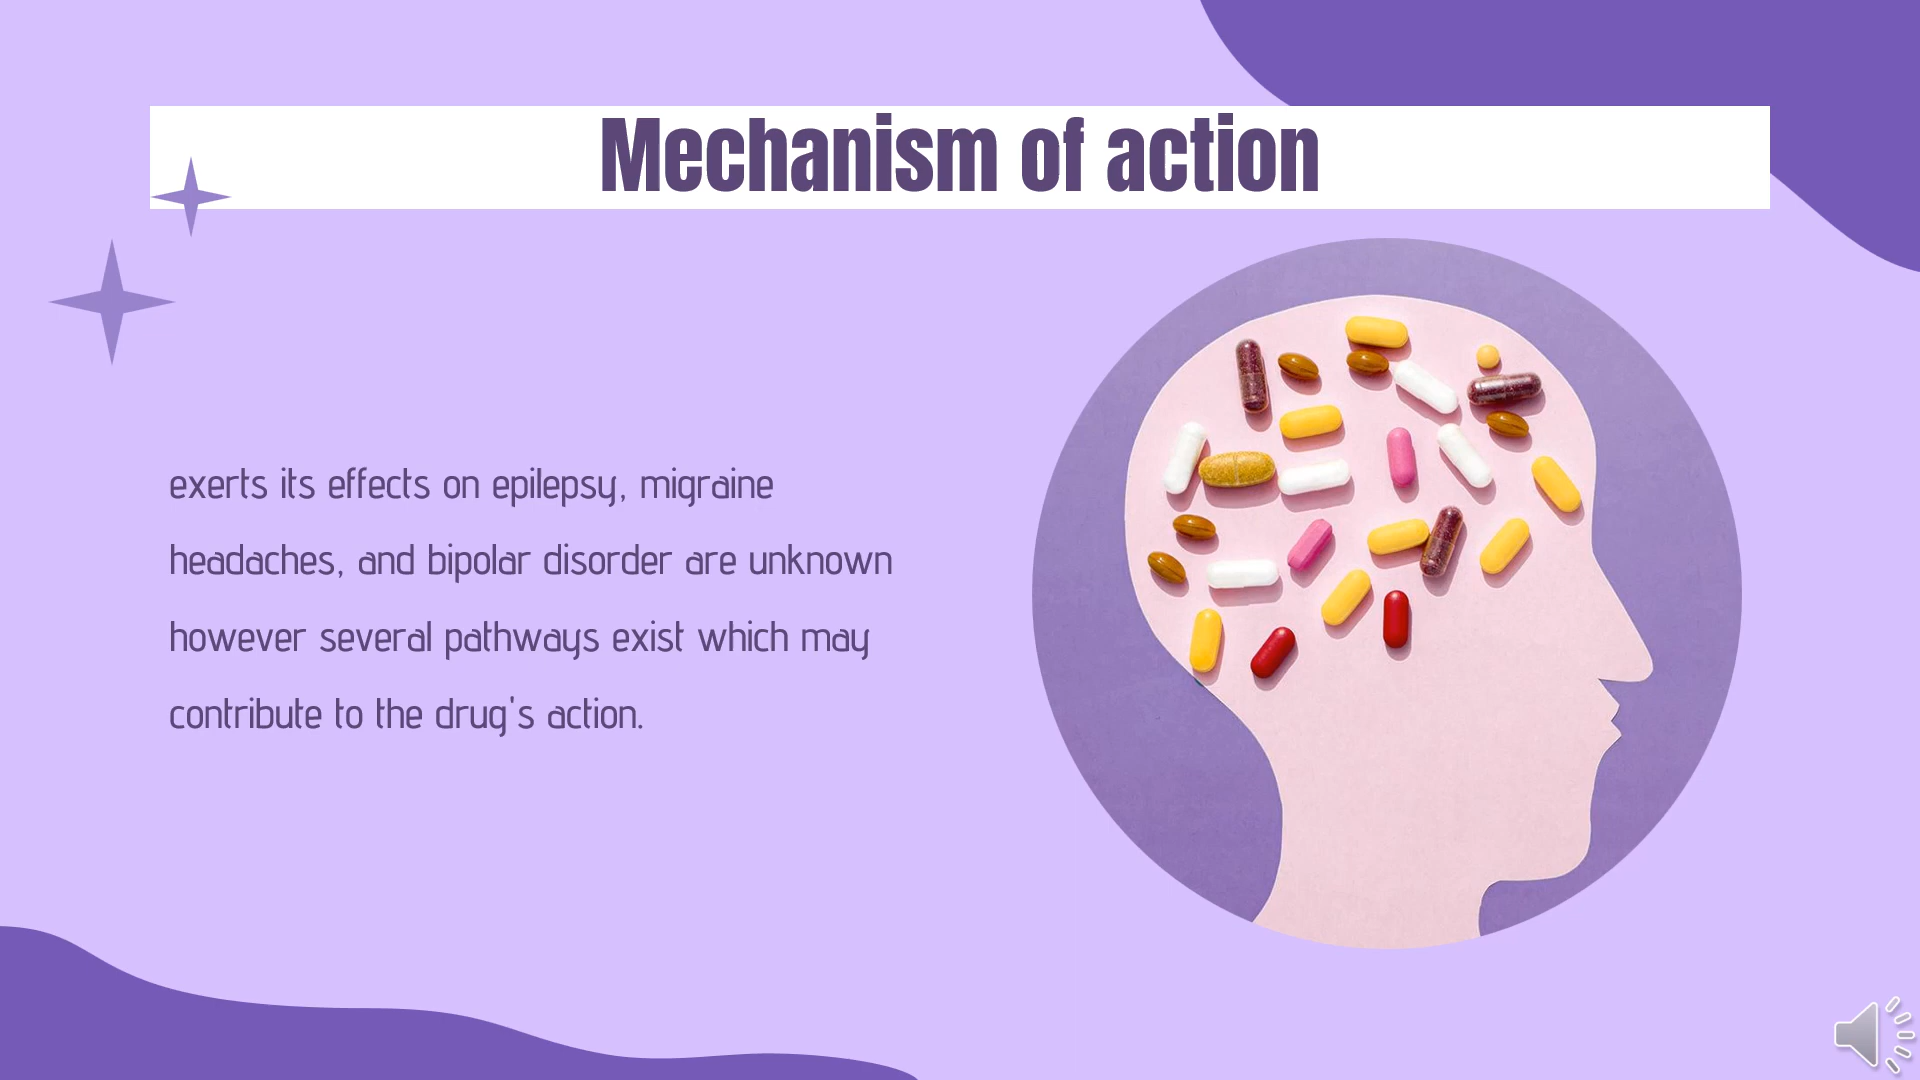 Mechanism of action
exerts its effects on epilepsy, migraine
headaches, and bipolar disorder are unknown
however several pathways exist which may
contribute to the drug's action.